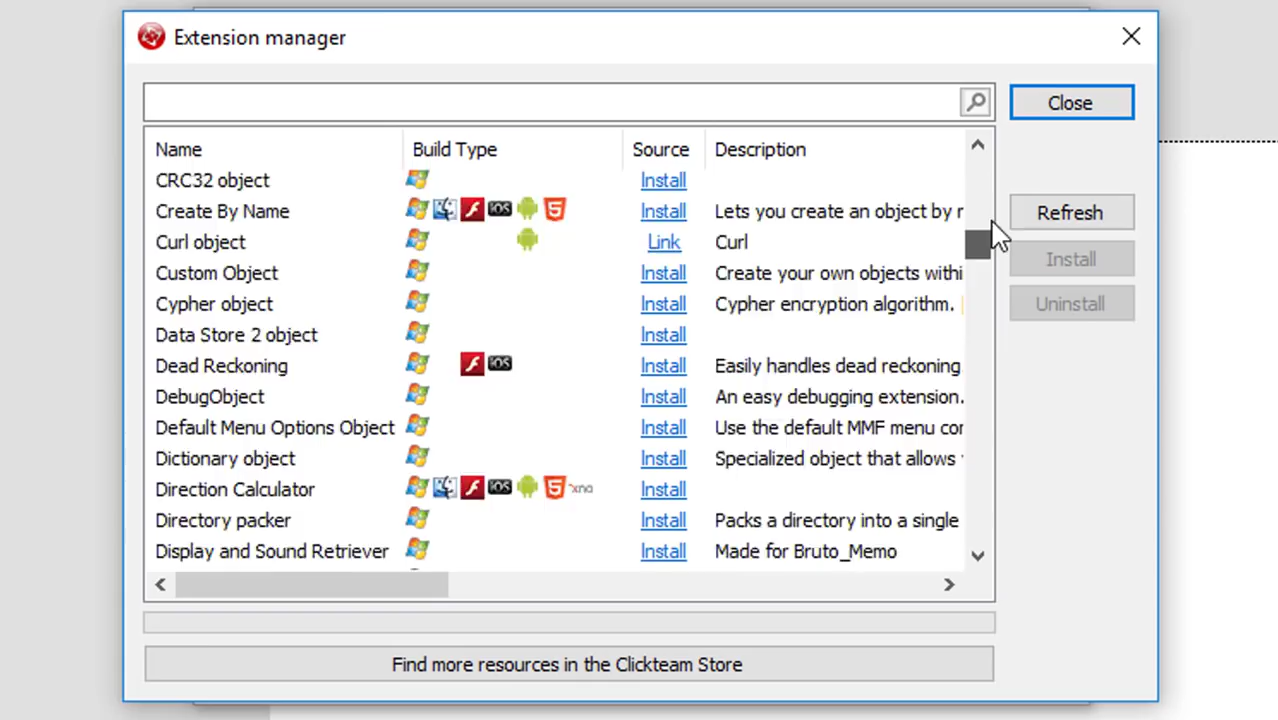 Extension manager
Close
Name Build Type Source Description
CRC32 object Install
Create By Name iOS Install Lets you create an object by r
Refresh
Curl object Link Curl
Install
Custom Object Install Create your own objects withi
Cypher object Install Cypher encryption algorithm.
Uninstall
Data Store 2 object Install
Dead Reckoning iOS Install Easily handles dead reckoning
DebugObject Install An easy debugging extension.
Default Menu Options Object Install Use the default MMF menu cor
Dictionary object Install Specialized object that allows
Direction Calculator iOS xna Install
Directory packer Install Packs a directory into a single
Display and Sound Retriever Install Made for Bruto_Memo
Find more resources in the Clickteam Store